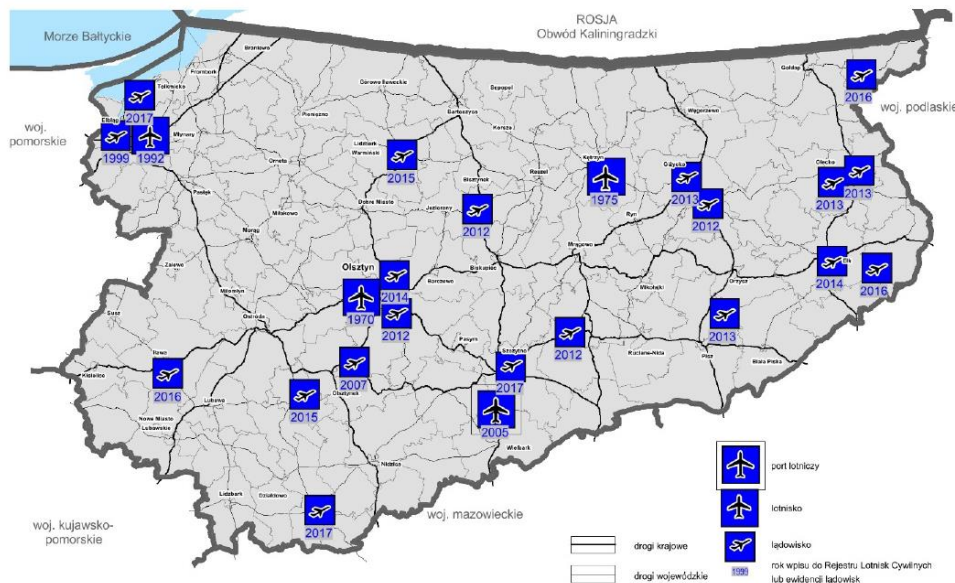 ROSJA
Obwód Kaliningradzki
Morze Bałtyckie
woj.
pomorskie
woj. podlaskie
woj. kujawsko-
pomorskie
woj. mazowieckie
Braniewo
Frombork
Tolkmicko
2017
Elbląg
1999
1992
Młynary
Pieniężno
Górowo Iławeckie
Bartoszyce
Sępopol
Korsze
Węgorzewo
Gołdap
2016
Orneta
Lidzbark
Warmiński
2015
Bisztynek
Reszel
Kętrzyn
1975
Giżycko
2013
2012
Olecko
2013
2013
Pasłęk
Miłakowo
Dobre Miasto
Jeziorany
2012
Ryn
Mrągowo
Morąg
Zalewo
Miłomłyn
Olsztyn
1970
2014
2012
Barczewo
Biskupiec
Mikołajki
Orzysz
Ełk
2014
2016
Susz
Ostróda
Pasym
Szczytno
2017
2012
Ruciane-Nida
Pisz
2013
Biała Piska
Iława
Kisielice
2016
Lubawa
Nowe Miasto
Lubawskie
2015
Olsztynek
2007
2005
Wielbark
Nidzica
Lidzbark
Działdowo
2017
port lotniczy
lotnisko
lądowisko
1999
rok wpisu do Rejestru Lotnisk Cywilnych
lub ewidencji lądowisk
drogi krajowe
drogi wojewódzkie